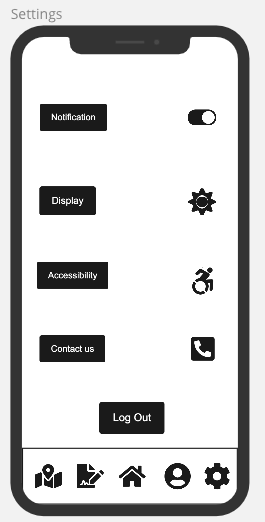 Settings
Notification
Display
Accessibility
Contact us
Log Out